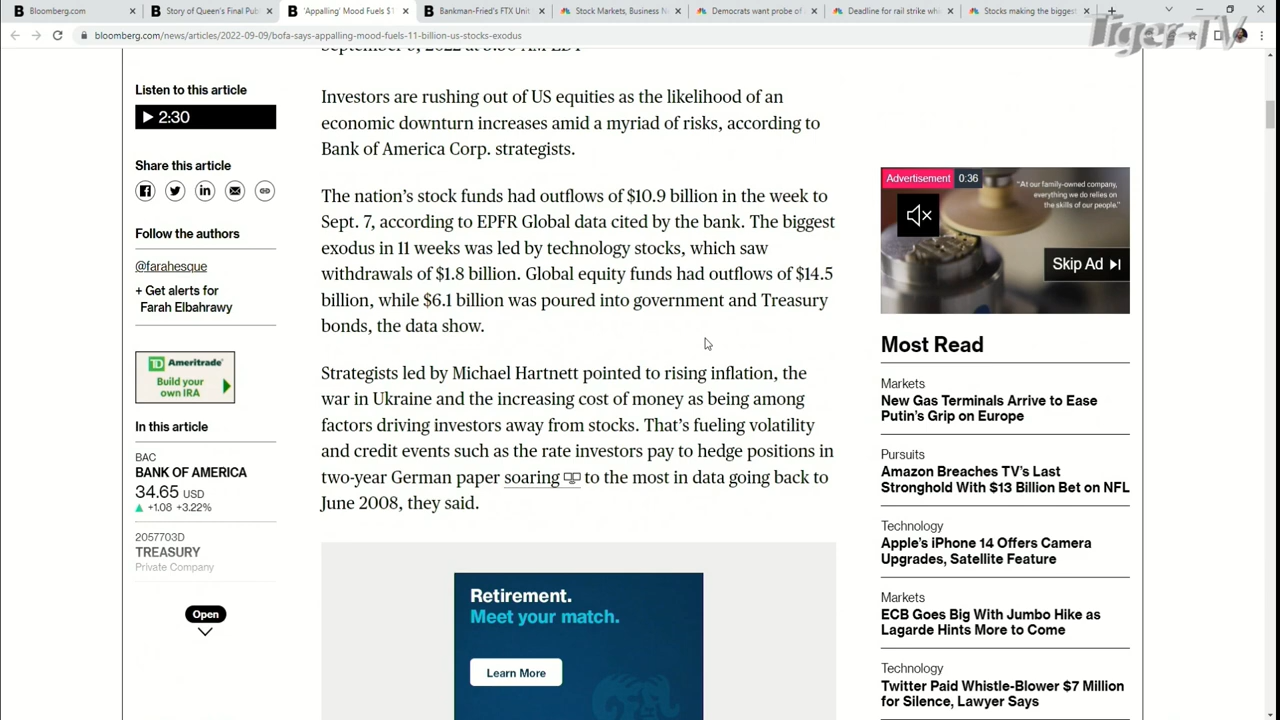 Bloomberg.com
Story of Queen's Final Pub
'Appalling' Mood Fuels $1
Bankman-Fried's FTX Unit
Stock Markets, Business N
Democrats want probe of
Deadline for rail strike wh
Stocks making the biggest
bloomberg.com/news/articles/2022-09-09/bofa-says-appalling-mood-fuels-11-billion-us-stocks-exodus
Tiger-TV
Listen to this article
2:30
Share this article
Follow the authors
@farahesque
+ Get alerts for
Farah Elbahrawy
TD Ameritrade
Build your
own IRA
In this article
BAC
BANK OF AMERICA
34.65 USD
+1.08 +3.22%
2057703D
TREASURY
Private Company
Open
Investors are rushing out of US equities as the likelihood of an
economic downturn increases amid a myriad of risks, according to
Bank of America Corp. strategists.
The nation's stock funds had outflows of $10.9 billion in the week to
Sept. 7, according to EPFR Global data cited by the bank. The biggest
exodus in 11 weeks was led by technology stocks, which saw
withdrawals of $1.8 billion. Global equity funds had outflows of $14.5
billion, while $6.1 billion was poured into government and Treasury
bonds, the data show.
Strategists led by Michael Hartnett pointed to rising inflation, the
war in Ukraine and the increasing cost of money as being among
factors driving investors away from stocks. That's fueling volatility
and credit events such as the rate investors pay to hedge positions in
two-year German paper soaring to the most in data going back to
June 2008, they said.
Retirement.
Meet your match.
Learn More
Advertisement 0:36
"At our family-owned company,
everything we do relies on
the skills of our people."
Skip Ad
Most Read
Markets
New Gas Terminals Arrive to Ease
Putin's Grip on Europe
Pursuits
Amazon Breaches TV's Last
Stronghold With $13 Billion Bet on NFL
Technology
Apple's iPhone 14 Offers Camera
Upgrades, Satellite Feature
Markets
ECB Goes Big With Jumbo Hike as
Lagarde Hints More to Come
Technology
Twitter Paid Whistle-Blower $7 Million
for Silence, Lawyer Says